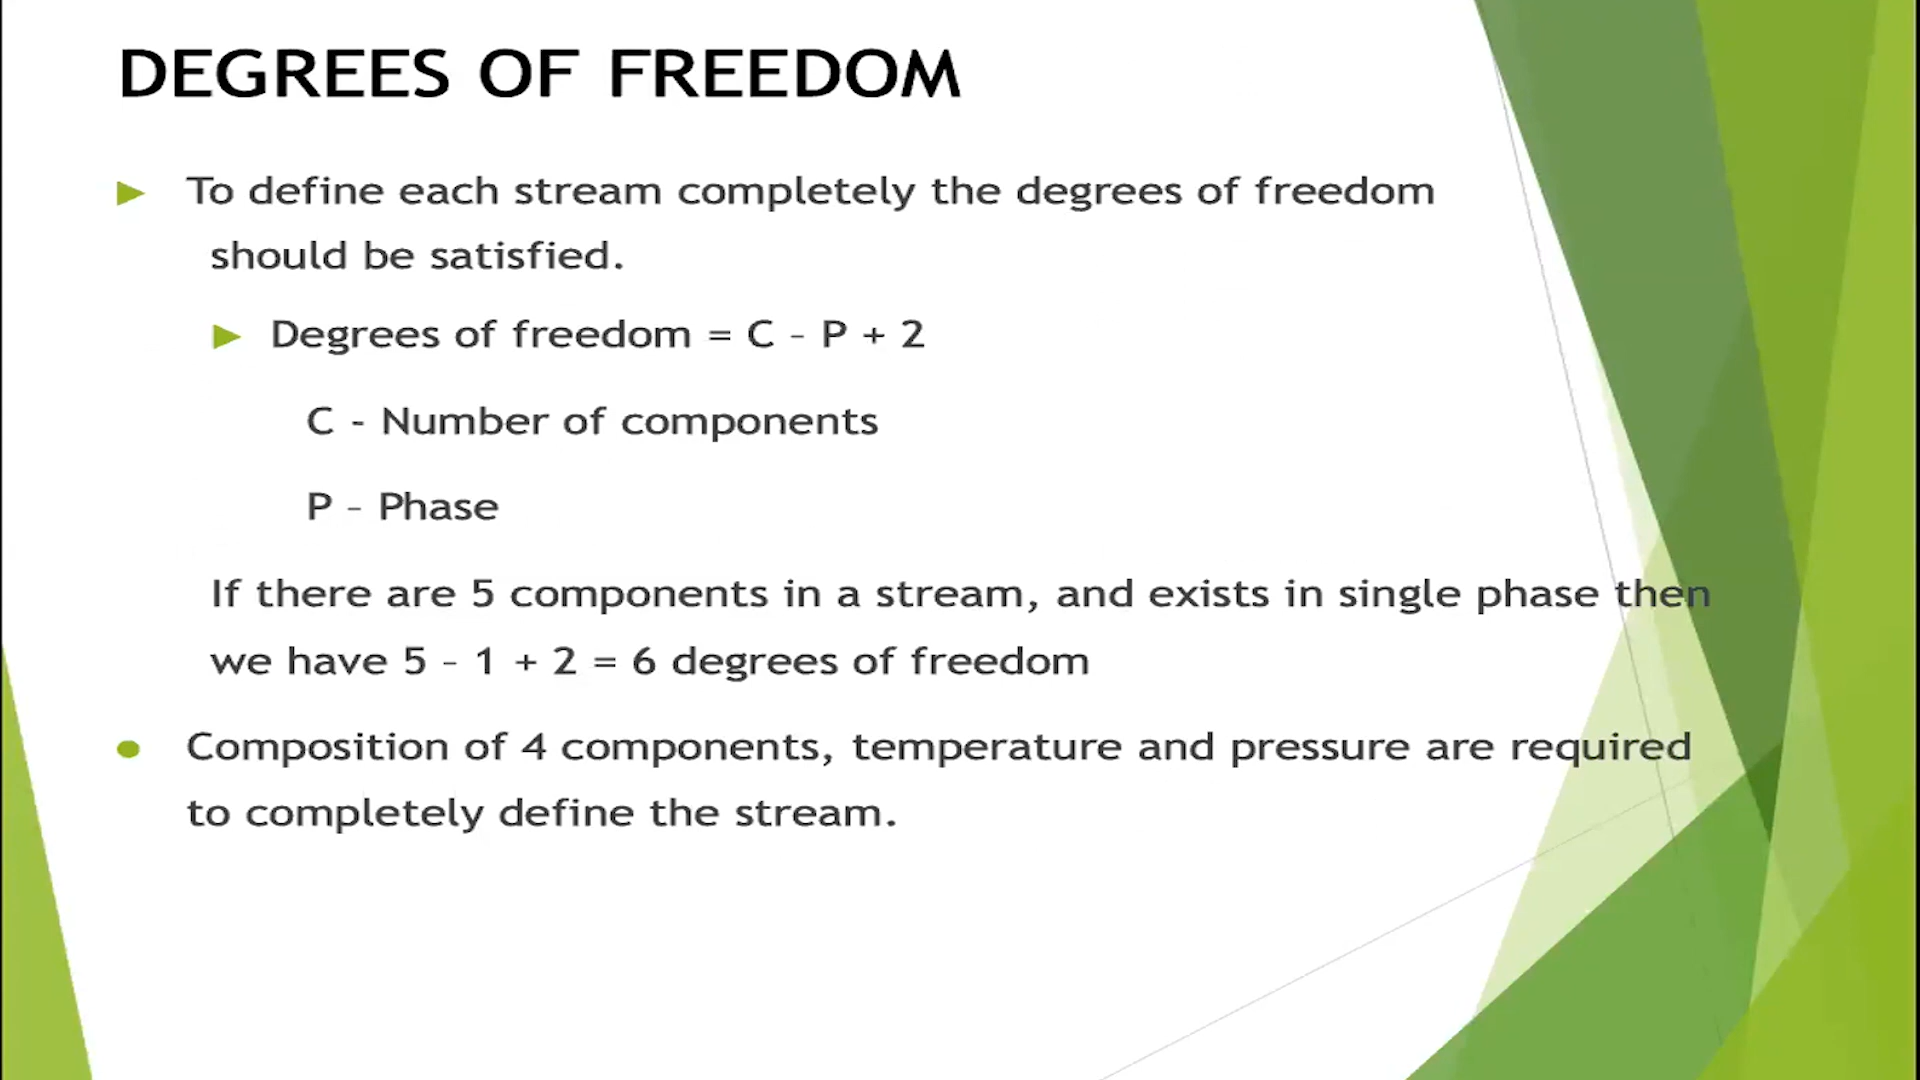 DEGREES OF FREEDOM
To define each stream completely the degrees of freedom
should be satisfied.
Degrees of freedom = C – P + 2
C - Number of components
P – Phase
If there are 5 components in a stream, and exists in single phase then
we have 5 – 1 + 2 = 6 degrees of freedom
Composition of 4 components, temperature and pressure are required
to completely define the stream.